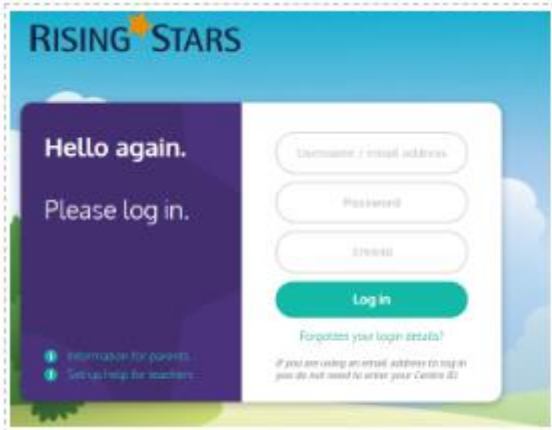 RISING STARS
Hello again.
Please log in.
Username / email address
Password
Log in
Forgotten your login details?
Information for parents
Set up help for teachers
If you are using an email address to log in
you do not need to enter your Centre ID